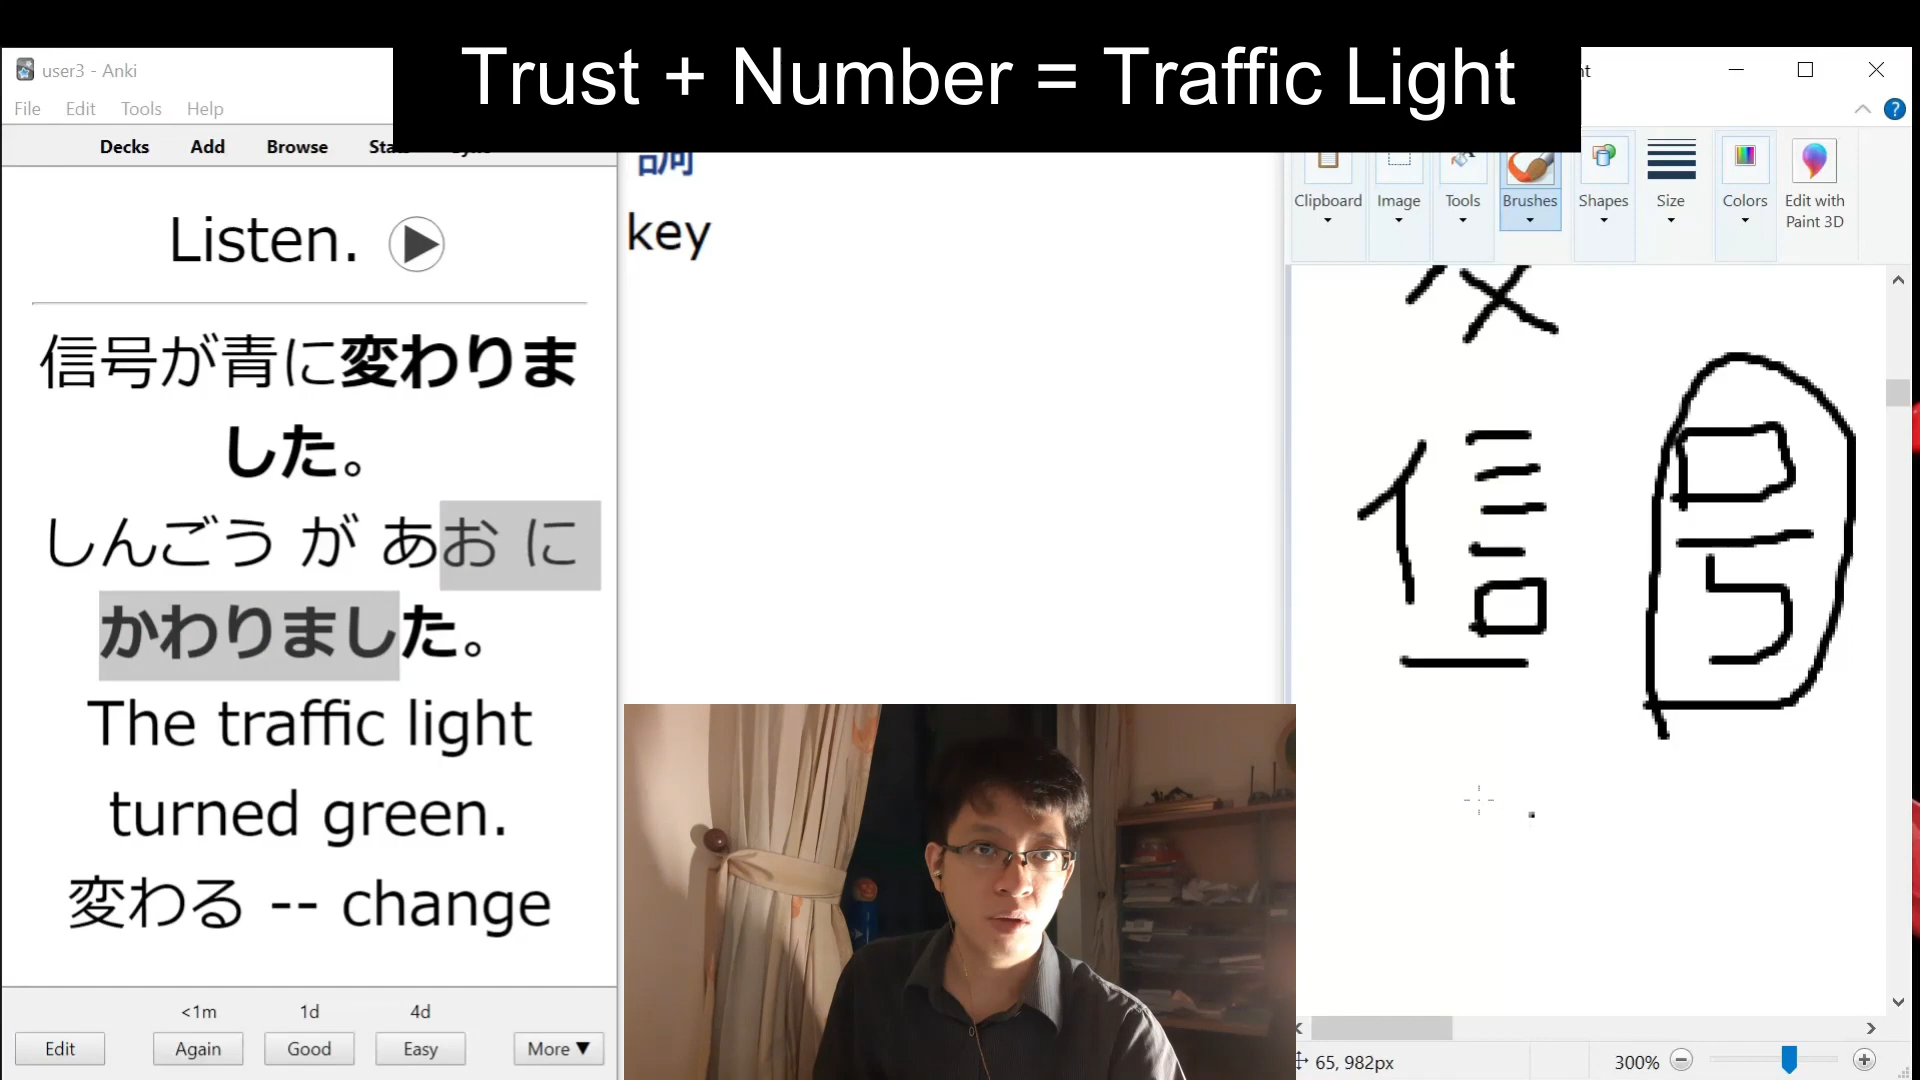 Trust + Number = Traffic Light
user3 - Anki
File Edit Tools Help
Decks Add Browse
Listen.
信号が青に変わりま
した。
しんごう が あお に
かわりました。
The traffic light
turned green.
変わる -- change
<1m 1d 4d
Edit Again Good Easy More ▼
詞
key
nt
?
Clipboard Image Tools Brushes Shapes Size Colors Edit with
Paint 3D
信号
65, 982px 300%